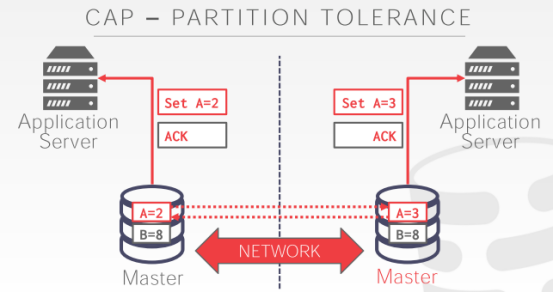 CAP – PARTITION TOLERANCE
Application
Server
Set A=2
ACK
Set A=3
ACK
Application
Server
A=2
B=8
A=3
B=8
NETWORK
Master
Master